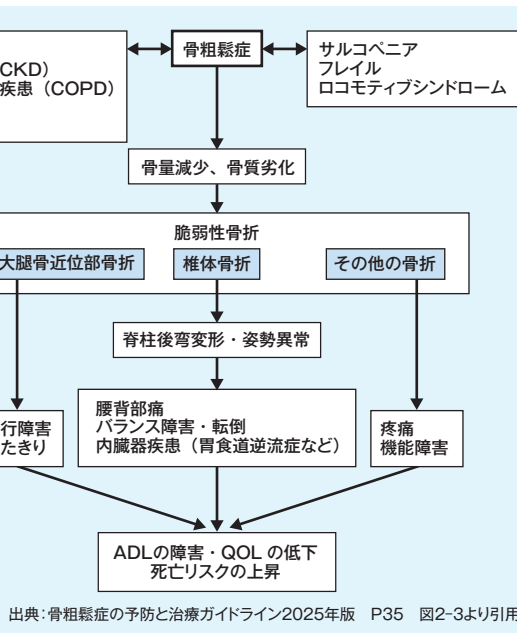 CKD）
疾患（COPD）
骨粗鬆症
サルコペニア
フレイル
ロコモティブシンドローム
骨量減少、骨質劣化
脆弱性骨折
大腿骨近位部骨折
椎体骨折
その他の骨折
脊柱後弯変形・姿勢異常
行障害
たきり
腰背部痛
バランス障害・転倒
内臓器疾患（胃食道逆流症など）
疼痛
機能障害
ADLの障害・QOL の低下
死亡リスクの上昇
出典：骨粗鬆症の予防と治療ガイドライン2025年版　P35　図2-3より引用